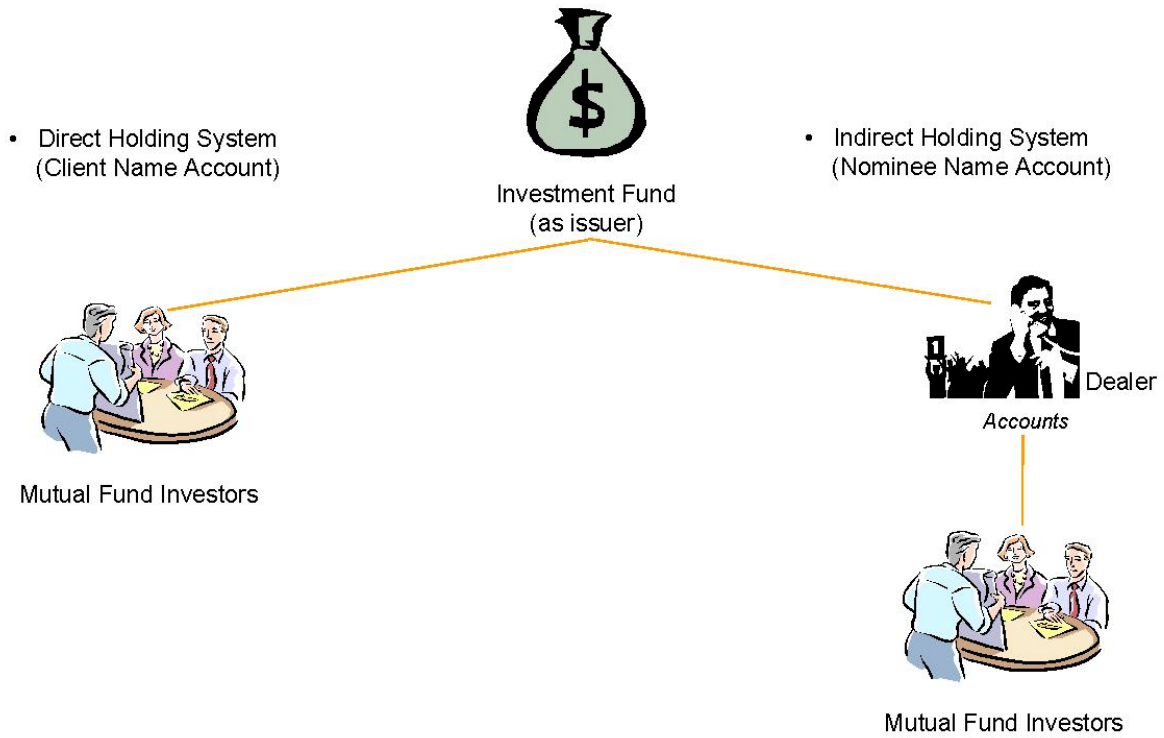 • Direct Holding System
(Client Name Account)
$
Investment Fund
(as issuer)
• Indirect Holding System
(Nominee Name Account)
Dealer
Accounts
Mutual Fund Investors
Mutual Fund Investors